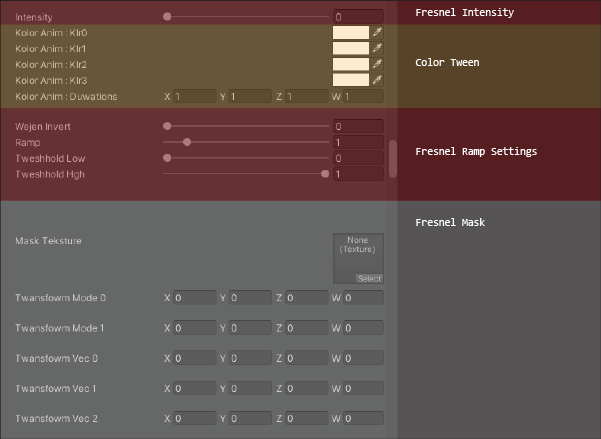 Intensity 0 Fresnel Intensity
Kolor Anim : Klr0
Kolor Anim : Klr1
Kolor Anim : Klr2 Color Tween
Kolor Anim : Klr3
Kolor Anim : Duwations X 1 Y 1 Z 1 W 1
Wejen Invert 0
Ramp 1 Fresnel Ramp Settings
Tweshhold Low 0
Tweshhold Hgh 1
Fresnel Mask
Mask Teksture None
(Texture)
Select
Twansfowm Mode 0 X 0 Y 0 Z 0 W 0
Twansfowm Mode 1 X 0 Y 0 Z 0 W 0
Twansfowm Vec 0 X 0 Y 0 Z 0 W 0
Twansfowm Vec 1 X 0 Y 0 Z 0 W 0
Twansfowm Vec 2 X 0 Y 0 Z 0 W 0